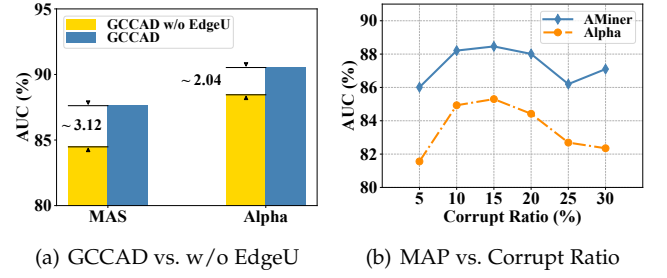 95
90
85
80
AUC (%)
GCCAD w/o EdgeU
GCCAD
~ 3.12
~ 2.04
MAS
Alpha
(a) GCCAD vs. w/o EdgeU
92
90
88
86
84
82
80
AUC (%)
AMiner
Alpha
5 10 15 20 25 30
Corrupt Ratio (%)
(b) MAP vs. Corrupt Ratio